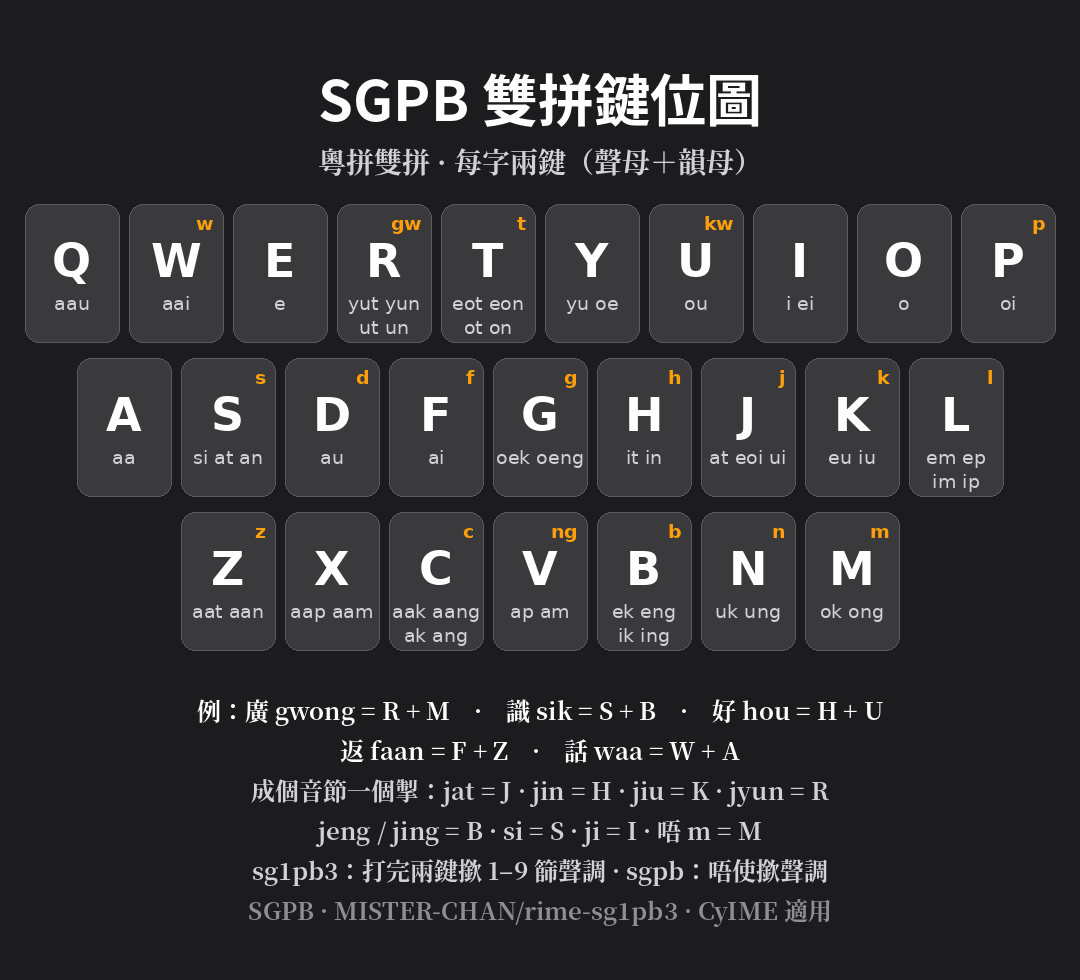 SGPB 雙拼鍵位圖
粵拼雙拼 · 每字兩鍵（聲母＋韻母）
Q aau
w W aai
E e
gw R yut yun
ut un
t T eot eon
ot on
Y yu oe
kw U ou
I i ei
O o
p P oi
A aa
s S si at an
d D au
f F ai
g G oek oeng
h H it in
j J at eoi ui
k K eu iu
l L em ep
im ip
z Z aat aan
X aap aam
c C aak aang
ak ang
ng V ap am
b B ek eng
ik ing
n N uk ung
m M ok ong
例：廣 gwong = R + M · 識 sik = S + B · 好 hou = H + U
返 faan = F + Z · 話 waa = W + A
成個音節一個掣：jat = J · jin = H · jiu = K · jyun = R
jeng / jing = B · si = S · ji = I · 唔 m = M
sg1pb3：打完兩鍵撳 1–9 篩聲調 · sgpb：唔使撳聲調
SGPB · MISTER-CHAN/rime-sg1pb3 · CyIME 適用